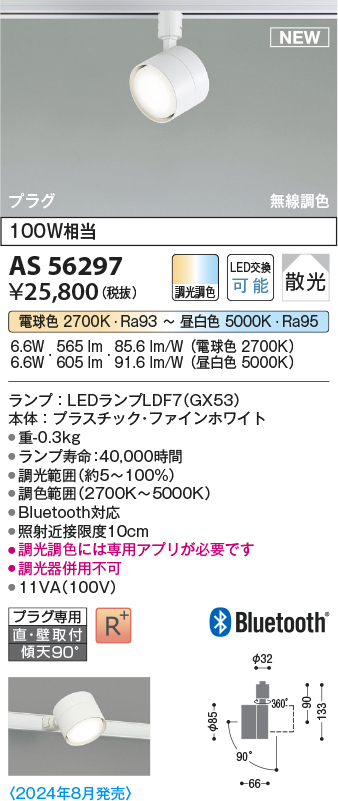 NEW
プラグ
無線調色
100W相当
AS 56297
¥25,800(税抜)
調光調色
LED交換
可能
散光
電球色 2700K・Ra93 ～ 昼白色 5000K・Ra95
6.6W・565 lm・85.6 lm/W（電球色 2700K）
6.6W・605 lm・91.6 lm/W（昼白色 5000K）
ランプ：LEDランプLDF7（GX53）
本体：プラスチック・ファインホワイト
●重-0.3kg
●ランプ寿命:40,000時間
●調光範囲（約5～100%）
●調色範囲（2700K～5000K）
●Bluetooth対応
●照射近接限度10cm
●調光調色には専用アプリが必要です
●調光器併用不可
●11VA（100V）
プラグ専用
直・壁取付
傾天90°
R+
Bluetooth®
φ32
360°
φ85
90
133
90°
66
〈2024年8月発売〉